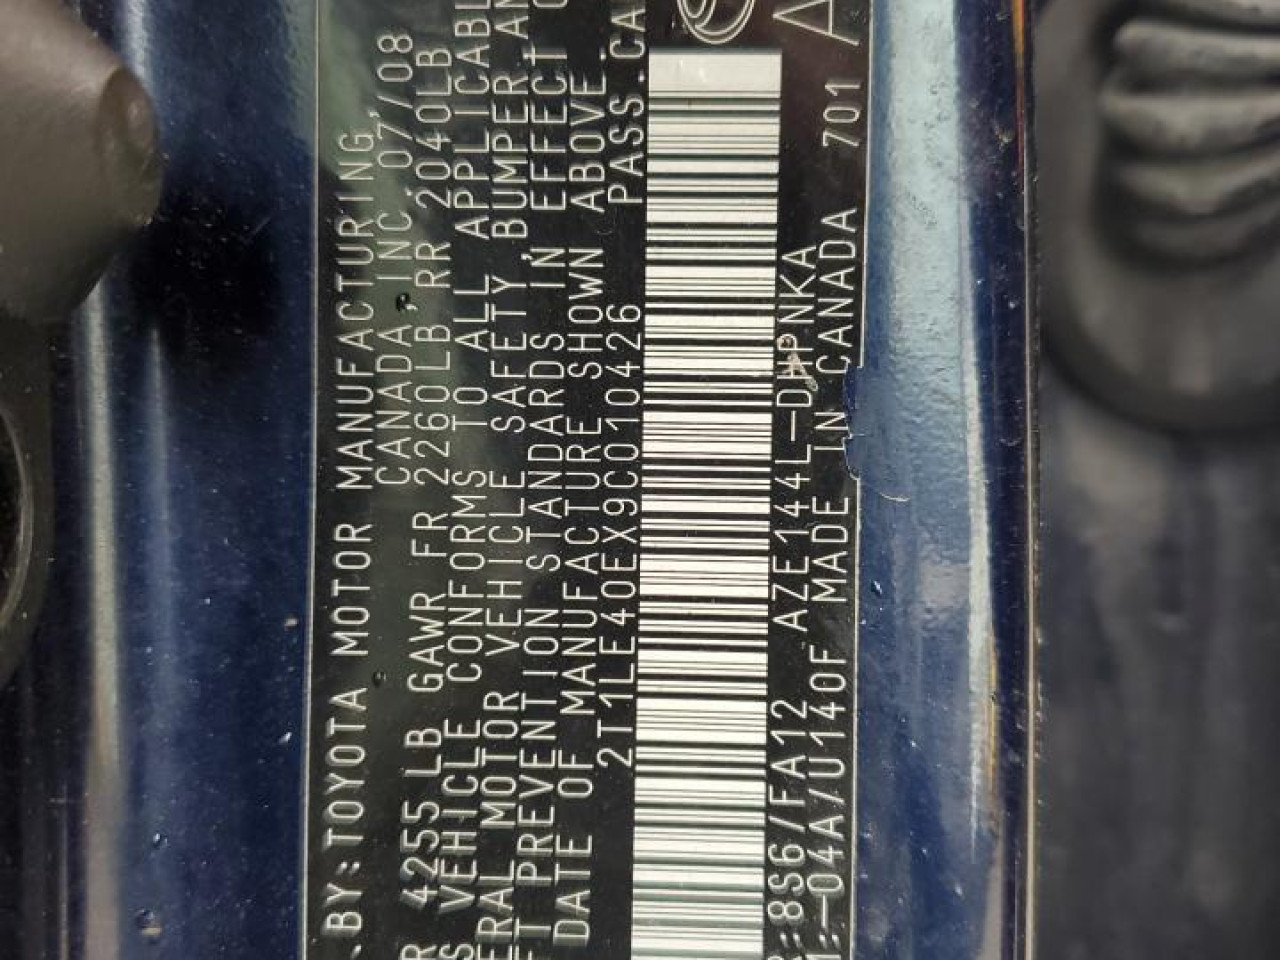 . BY:TOYOTA MOTOR MANUFACTURING,
CANADA, INC 07/08
R 4255 LB GAWR FR 2260LB RR 2040LB
S VEHICLE CONFORMS TO ALL APPLICABL
ERAL MOTOR VEHICLE SAFETY, BUMPER AN
FT PREVENTION STANDARDS IN EFFECT O
DATE OF MANUFACTURE SHOWN ABOVE.
2T1LE40EX9C010426 PASS.CA
R:8S6/FA12 AZE144L-DHPNKA
:-04A/U140F MADE IN CANADA 701
A